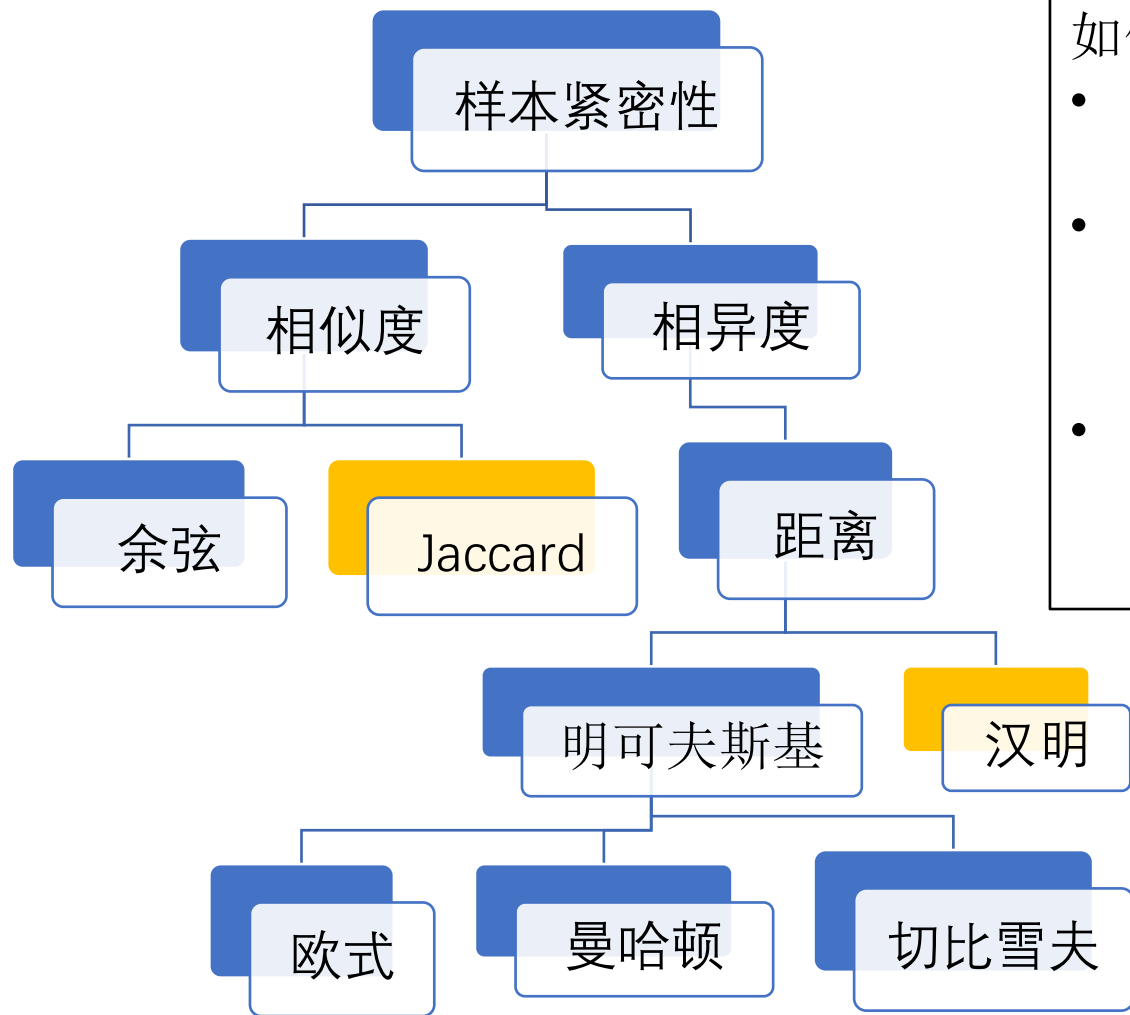 样本紧密性
如
•
•
•
相似度
相异度
余弦
Jaccard
距离
明可夫斯基
汉明
欧式
曼哈顿
切比雪夫